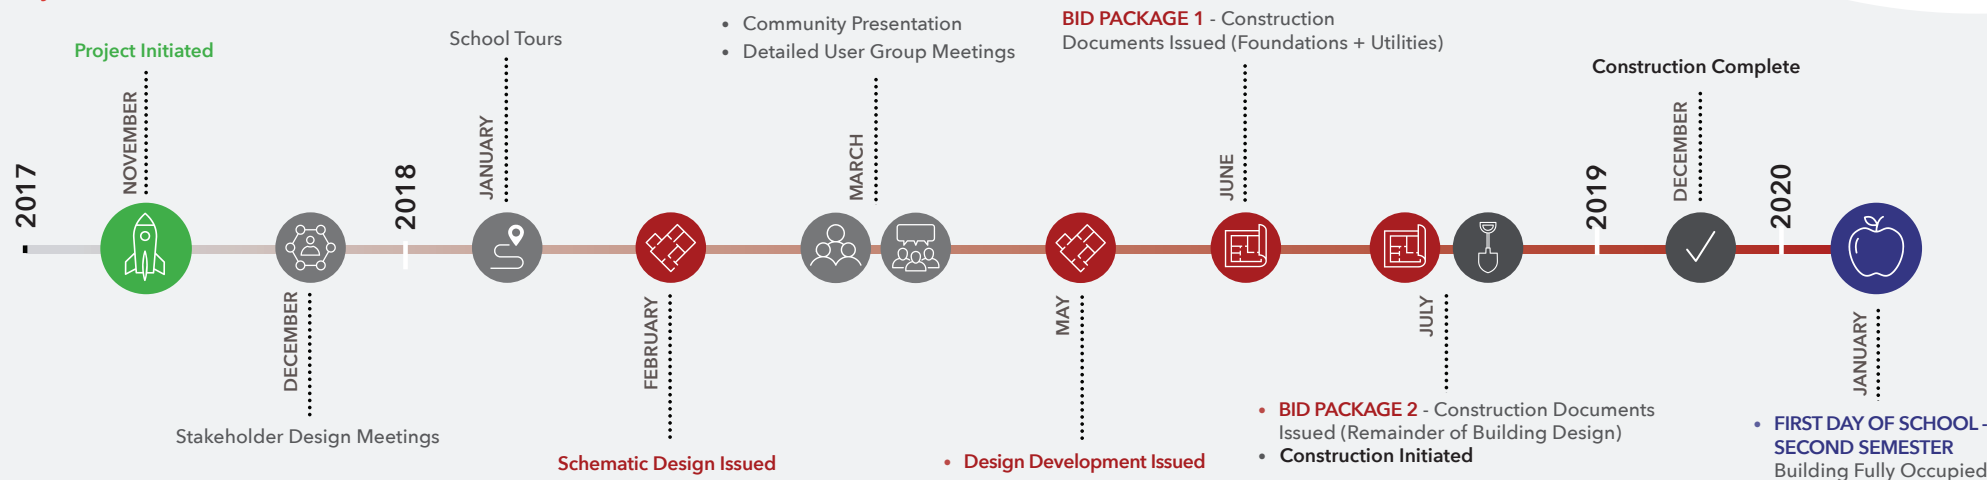 2017
Project Initiated
NOVEMBER
DECEMBER
Stakeholder Design Meetings
2018
School Tours
JANUARY
FEBRUARY
Schematic Design Issued
• Community Presentation
• Detailed User Group Meetings
MARCH
MAY
• Design Development Issued
BID PACKAGE 1 - Construction
Documents Issued (Foundations + Utilities)
JUNE
JULY
• BID PACKAGE 2 - Construction Documents
Issued (Remainder of Building Design)
• Construction Initiated
2019
Construction Complete
DECEMBER
2020
JANUARY
• FIRST DAY OF SCHOOL -
SECOND SEMESTER
Building Fully Occupied